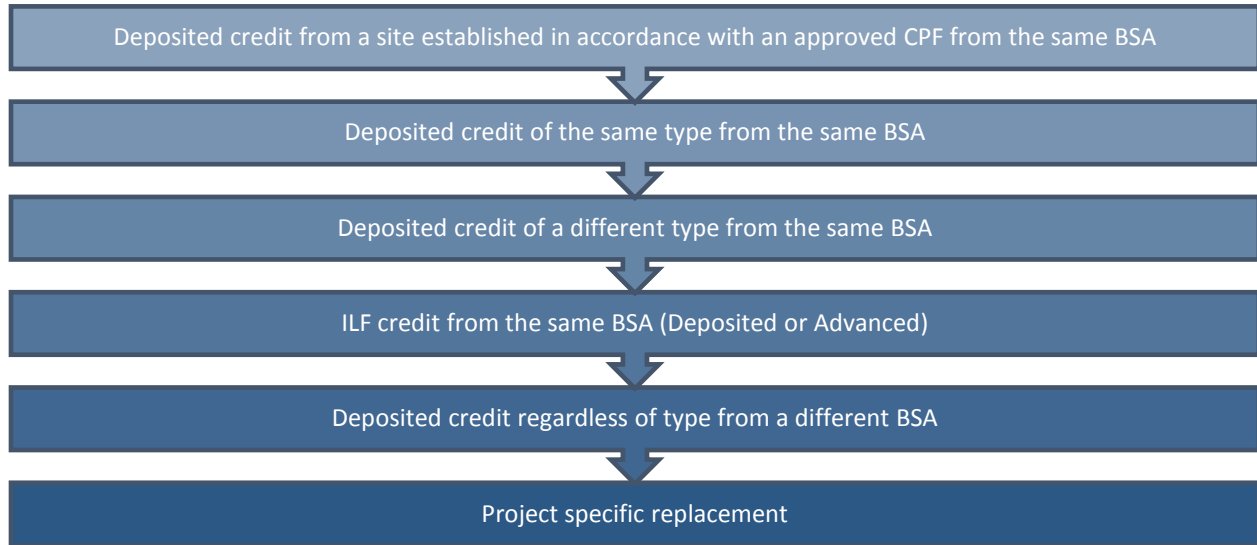 Deposited credit from a site established in accordance with an approved CPF from the same BSA
Deposited credit of the same type from the same BSA
Deposited credit of a different type from the same BSA
ILF credit from the same BSA (Deposited or Advanced)
Deposited credit regardless of type from a different BSA
Project specific replacement